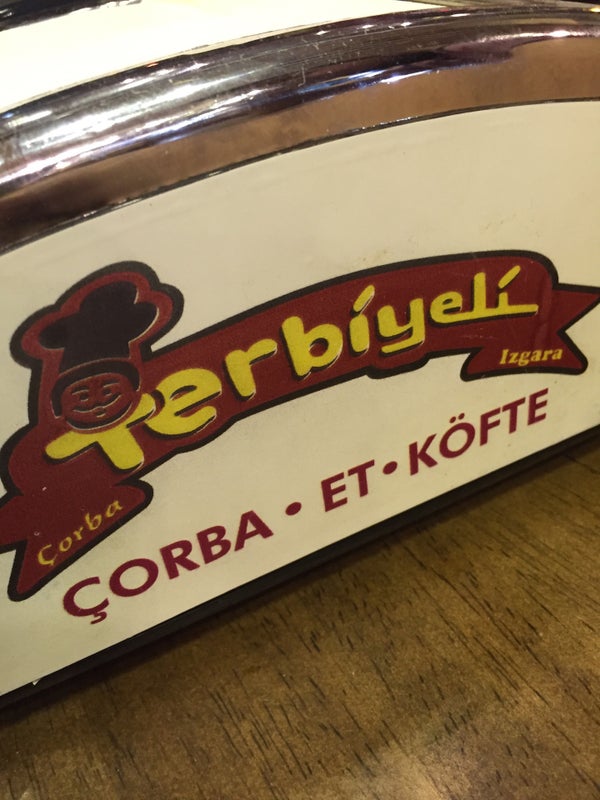 Terbiyeli
Izgara
Çorba
ÇORBA • ET • KÖFTE